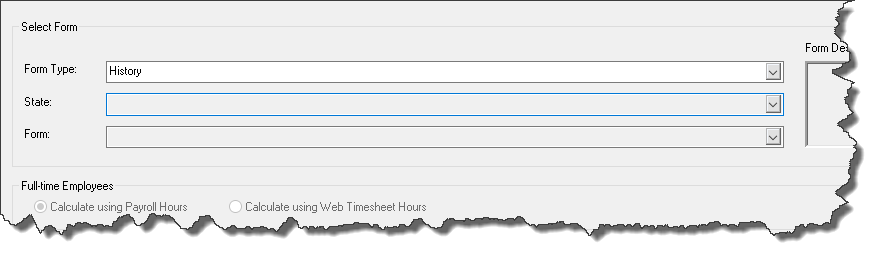 Select Form
Form Des
Form Type: History
State:
Form:
Full-time Employees
Calculate using Payroll Hours Calculate using Web Timesheet Hours